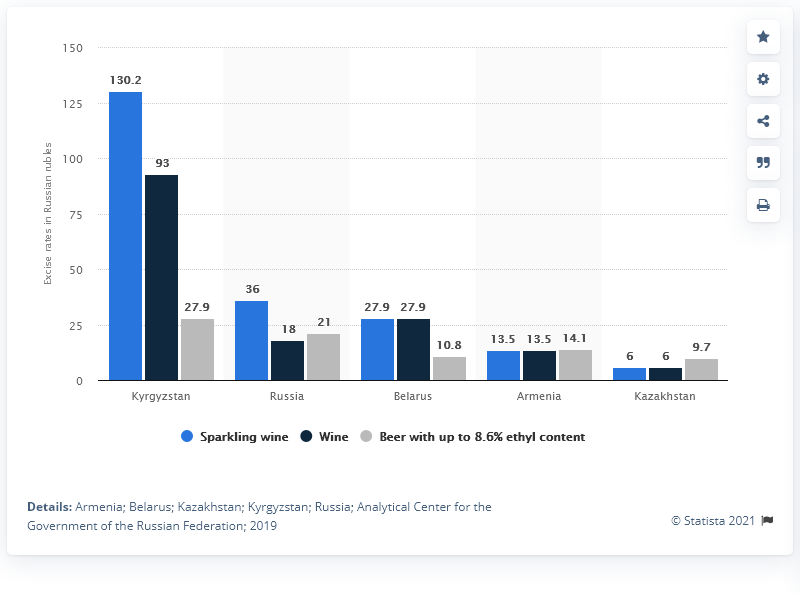 150
125
100
75
50
25
0
Excise rates in Russian rubles
130.2
93
27.9
36
18
21
27.9
27.9
10.8
13.5
13.5
14.1
6
6
9.7
Kyrgyzstan
Russia
Belarus
Armenia
Kazakhstan
Sparkling wine
Wine
Beer with up to 8.6% ethyl content
Details: Armenia; Belarus; Kazakhstan; Kyrgyzstan; Russia; Analytical Center for the
Government of the Russian Federation; 2019
© Statista 2021